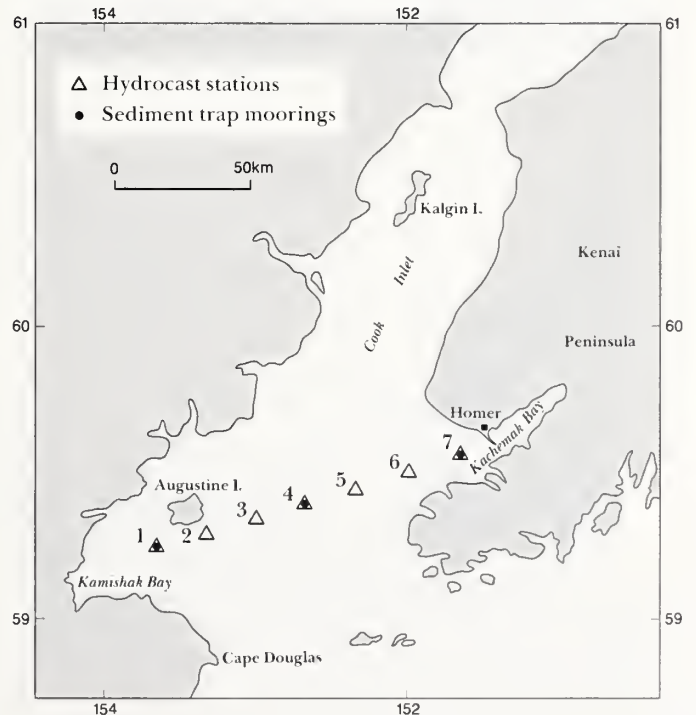 154
152
61
61
Hydrocast stations
Sediment trap moorings
0
50km
Kalgin I.
Kenai
Cook Inlet
60
60
Peninsula
Homer
Kachemak Bay
7
6
5
Augustine I.
4
3
2
1
Kamishak Bay
59
59
Cape Douglas
154
152